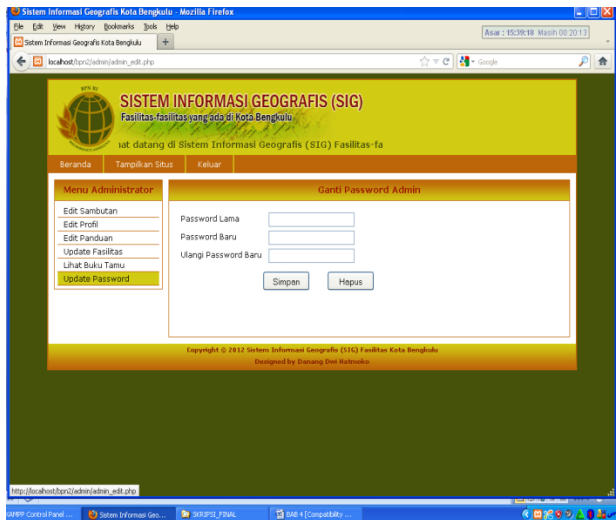 Sistem Informasi Geografis Kota Bengkulu - Mozilla Firefox
File Edit View History Bookmarks Tools Help
Asar : 15:39:18 Masih 00:20:13
Sistem Informasi Geografis Kota Bengkulu +
localhost/bpn2/admin/admin_edit.php
Google
BPN RI
SISTEM INFORMASI GEOGRAFIS (SIG)
Fasilitas-fasilitas yang ada di Kota Bengkulu
at datang di Sistem Informasi Geografis (SIG) Fasilitas-fa
Beranda Tampilkan Situs Keluar
Menu Administrator
Edit Sambutan
Edit Profil
Edit Panduan
Update Fasilitas
Lihat Buku Tamu
Update Password
Ganti Password Admin
Password Lama
Password Baru
Ulangi Password Baru
Simpan Hapus
Copyright © 2012 Sistem Informasi Geografis (SIG) Fasilitas Kota Bengkulu
Designed by Danang Dwi Hatmoko
http://localhost/bpn2/admin/admin_edit.php
XAMPP Control Panel ... Sistem Informasi Geo... SKRIPSI_FINAL BAB 4 [Compatibility ...